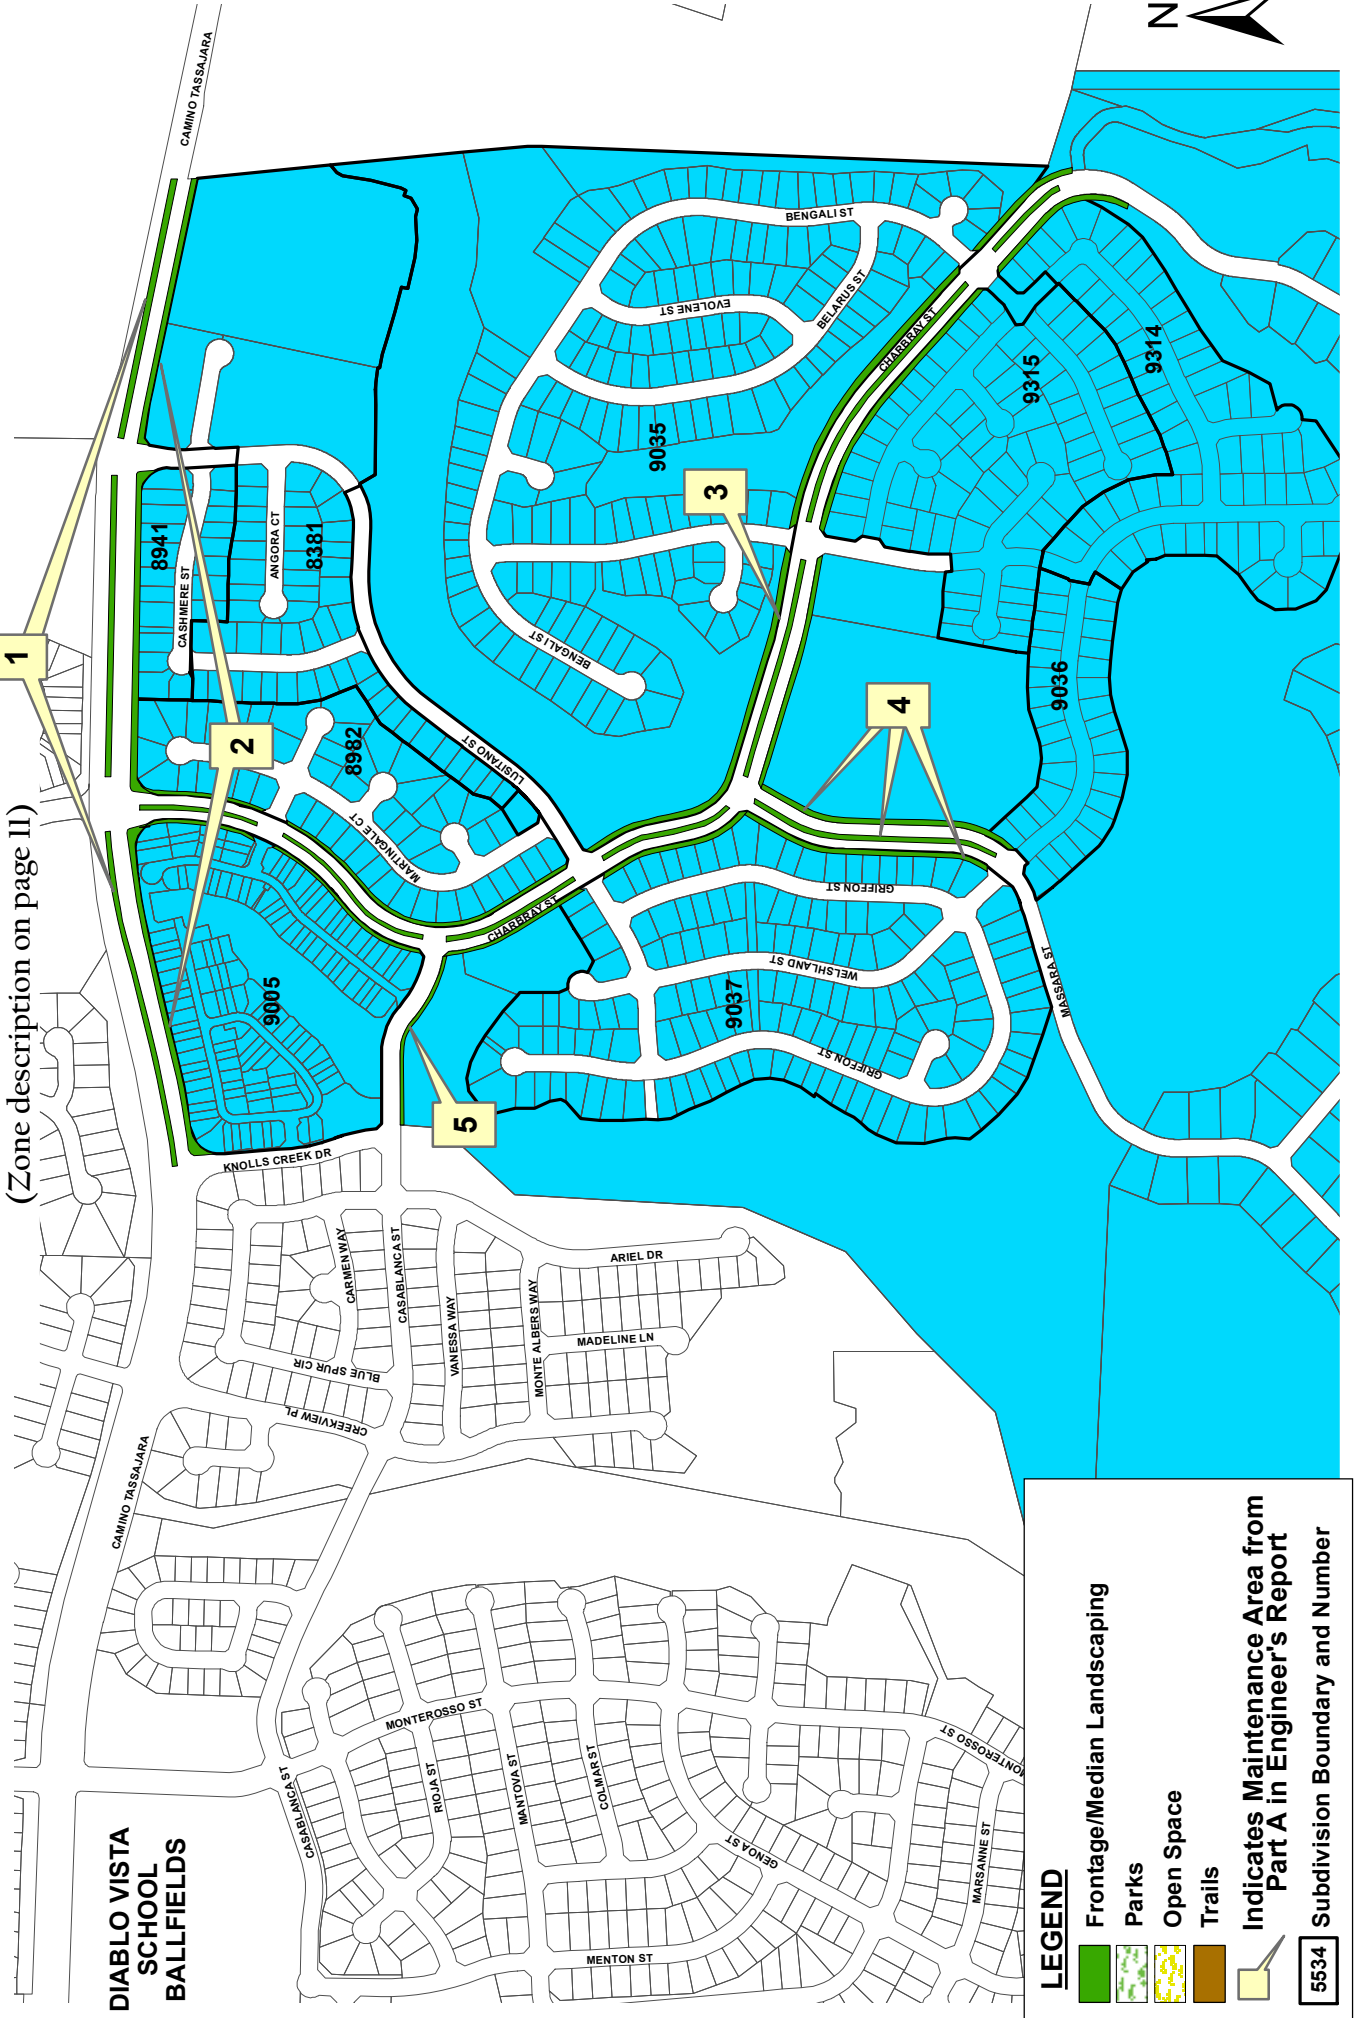 (Zone description on page 11)
N
CAMINO TASSAJARA
1
2
3
4
5
8941
8381
8982
9005
9035
9037
9036
9315
9314
CASHMERE ST
ANGORA CT
LUSITANO ST
MARTINGALE CT
CHARBRAY ST
CHARBRAY ST
BENGALI ST
BENGALI ST
EVOLENE ST
BELARUS ST
GRIFFON ST
WELSHLAND ST
GRIFFON ST
MASSARA ST
KNOLLS CREEK DR
CARMEN WAY
CASABLANCA ST
VANESSA WAY
MONTE ALBERS WAY
ARIEL DR
MADELINE LN
BLUE SPUR CIR
CREEKVIEW PL
CAMINO TASSAJARA
MONTEROSSO ST
RIOJA ST
MANTOVA ST
COLMAR ST
CASABLANCA ST
GENOA ST
MENTON ST
MARSANNE ST
MONTEROSSO ST
DIABLO VISTA
SCHOOL
BALLFIELDS
LEGEND
Frontage/Median Landscaping
Parks
Open Space
Trails
Indicates Maintenance Area from
Part A in Engineer's Report
5534 Subdivision Boundary and Number